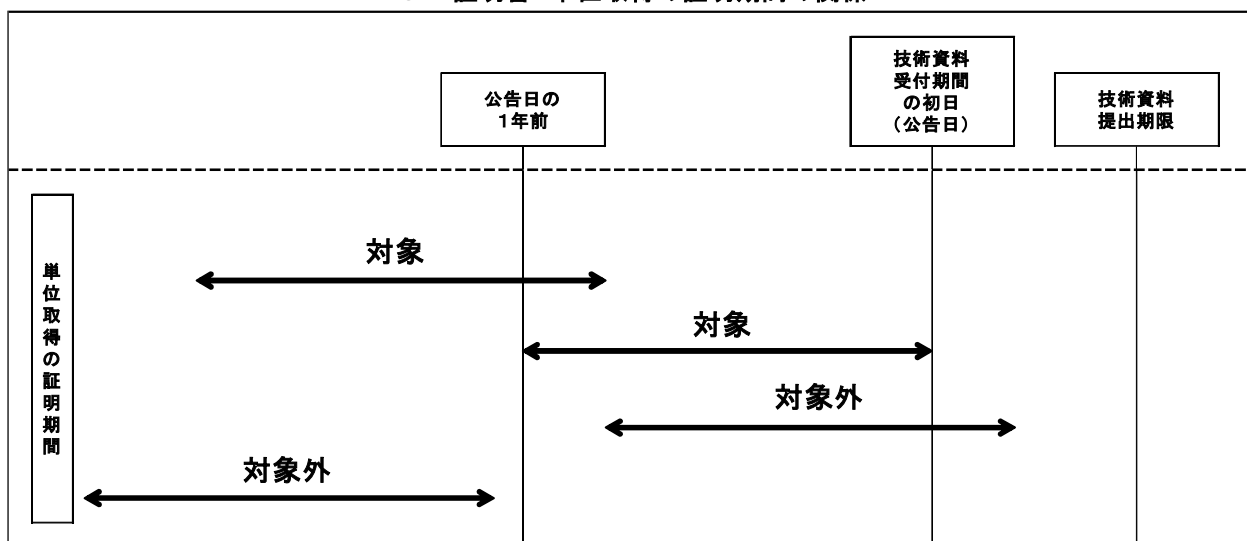 公告日の
１年前
技術資料
受付期間
の初日
（公告日）
技術資料
提出期限
単位取得の証明期間
対象
対象
対象外
対象外